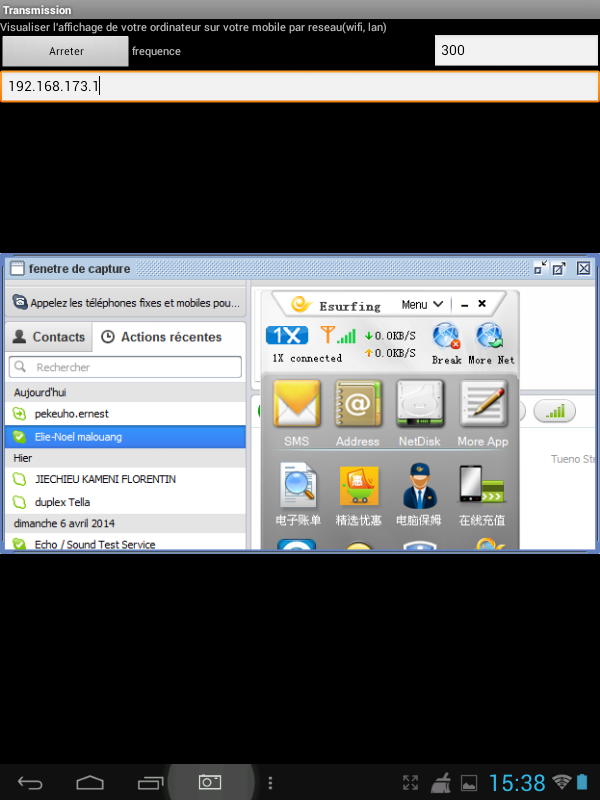 Transmission
Visualiser l'affichage de votre ordinateur sur votre mobile par reseau(wifi, lan)
Arreter frequence 300
192.168.173.1
fenetre de capture
Appelez les téléphones fixes et mobiles pou...
Esurfing Menu
Contacts Actions récentes
1X 0.0KB/S
1X connected 0.0KB/S Break More Net
Rechercher
Aujourd'hui
pekeuho.ernest
Elie-Noel malouang
SMS Address NetDisk More App
Hier
Tueno Ste
JIECHIEU KAMENI FLORENTIN
duplex Tella
电子账单 精选优惠 电脑保姆 在线充值
dimanche 6 avril 2014
Echo / Sound Test Service
15:38